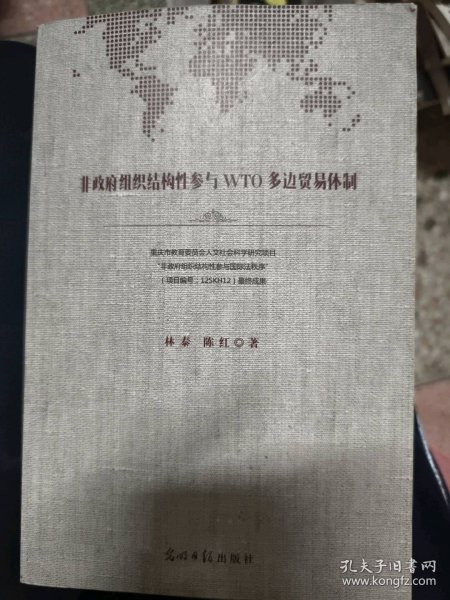 非政府组织结构性参与 WTO 多边贸易体制
重庆市教育委员会人文社会科学研究项目
“非政府组织结构性参与国际法秩序”
（项目编号：12SKH12）最终成果
林泰 陈红◎著
光明日报出版社
孔夫子旧书网
www.kongfz.com